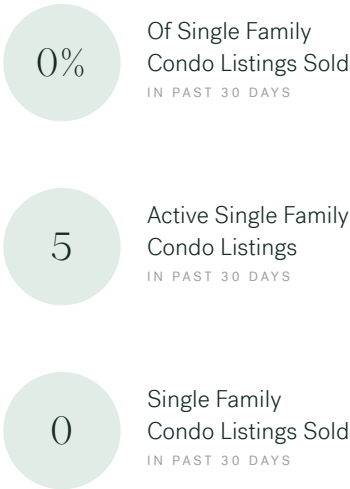 0%
Of Single Family
Condo Listings Sold
IN PAST 30 DAYS
5
Active Single Family
Condo Listings
IN PAST 30 DAYS
0
Single Family
Condo Listings Sold
IN PAST 30 DAYS